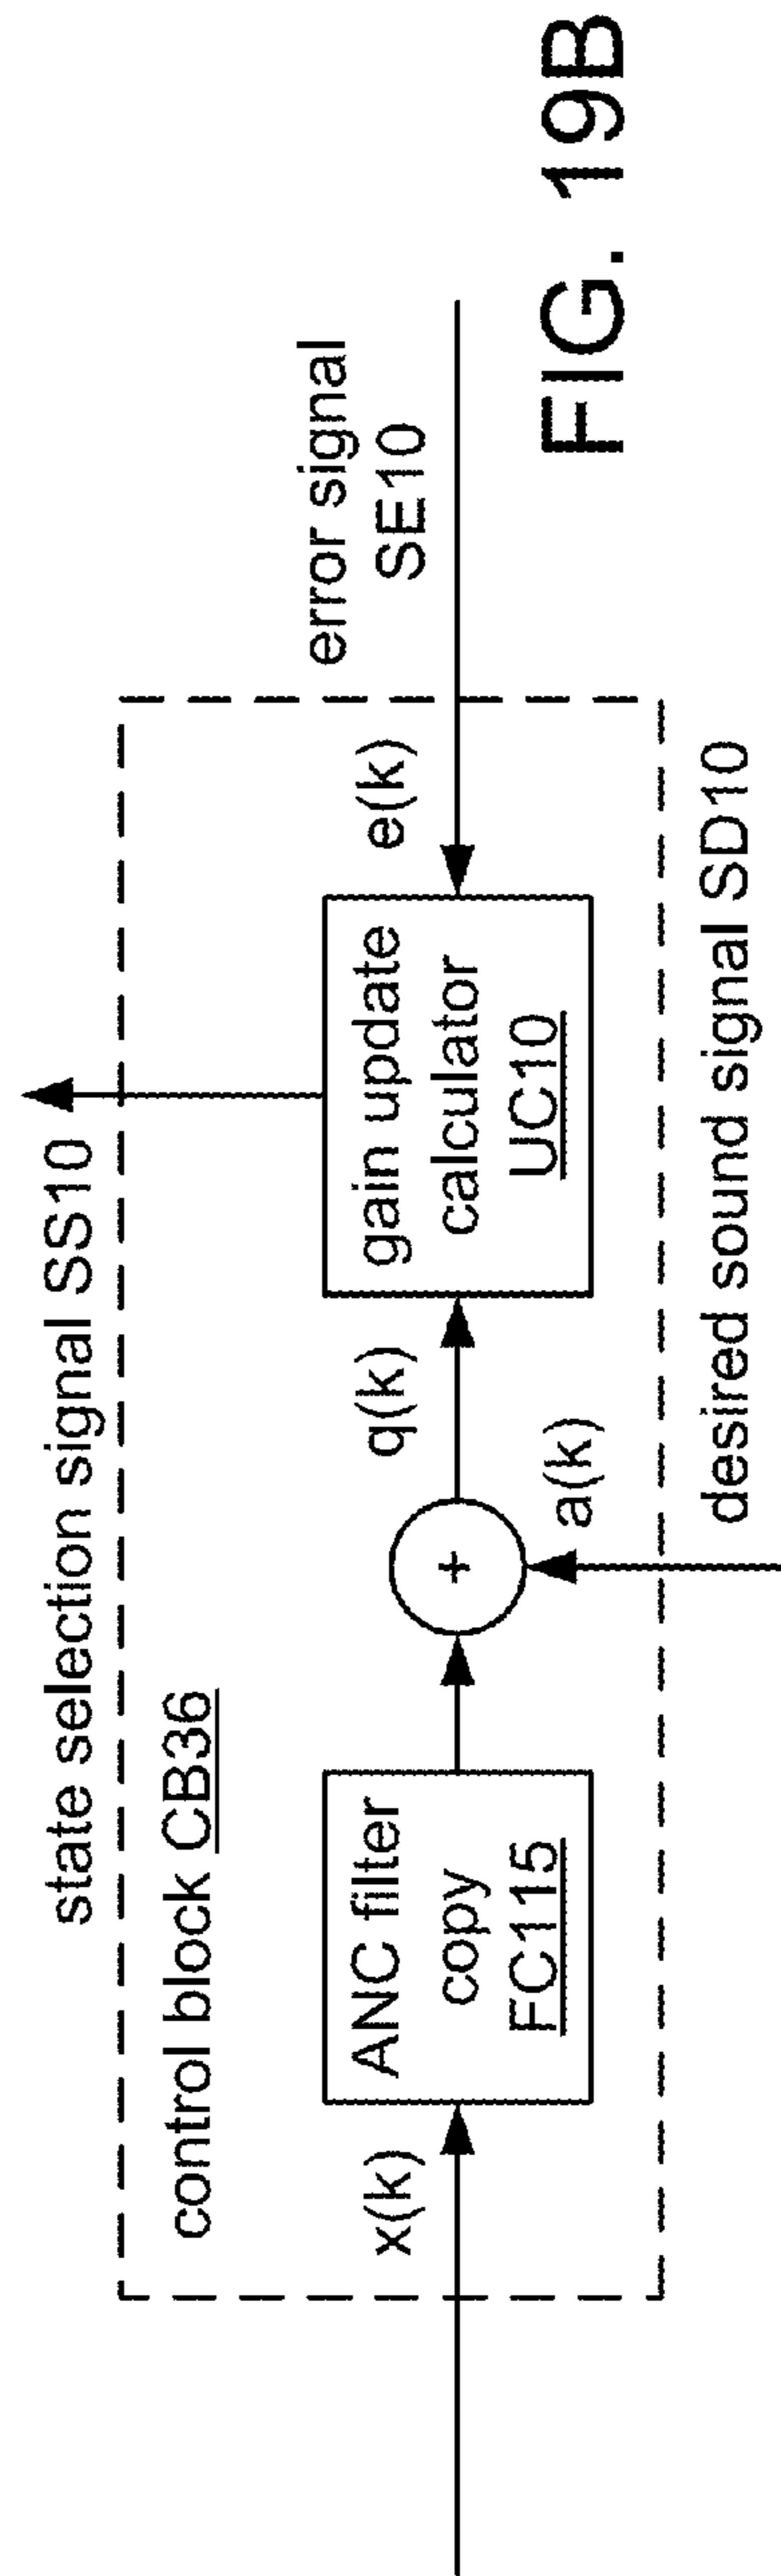 state selection signal SS10
control block CB36
x(k)
ANC filter
copy
FC115
+
q(k)
a(k)
gain update
calculator
UC10
e(k)
error signal
SE10
desired sound signal SD10
FIG. 19B